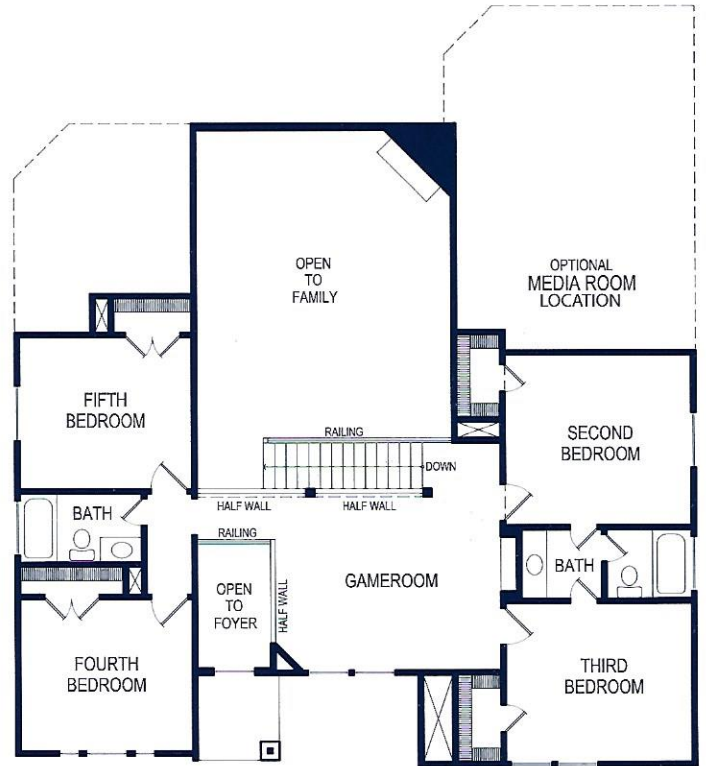 OPEN
TO
FAMILY
OPTIONAL
MEDIA ROOM
LOCATION
FIFTH
BEDROOM
RAILING
DOWN
SECOND
BEDROOM
HALF WALL
HALF WALL
BATH
RAILING
OPEN
TO
FOYER
HALF WALL
GAMEROOM
BATH
FOURTH
BEDROOM
THIRD
BEDROOM